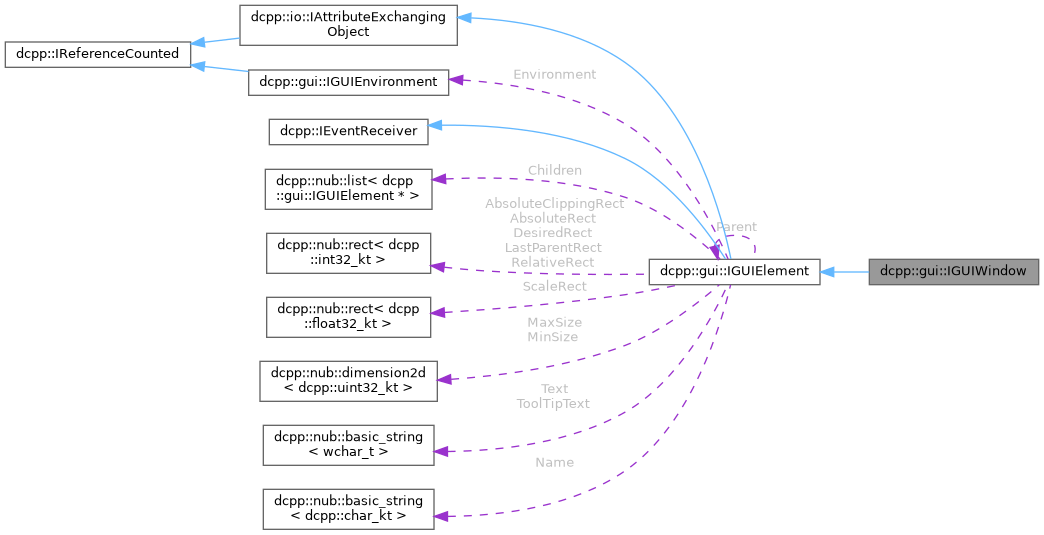 dcpp::io::IAttributeExchanging
Object
dcpp::IReferenceCounted
dcpp::gui::IGUIEnvironment
Environment
dcpp::IEventReceiver
dcpp::nub::list< dcpp
::gui::IGUIElement * >
Children
AbsoluteClippingRect
AbsoluteRect
DesiredRect
LastParentRect
RelativeRect
Parent
dcpp::nub::rect< dcpp
::int32_kt >
dcpp::gui::IGUIElement
dcpp::gui::IGUIWindow
ScaleRect
dcpp::nub::rect< dcpp
::float32_kt >
MaxSize
MinSize
dcpp::nub::dimension2d
< dcpp::uint32_kt >
Text
ToolTipText
dcpp::nub::basic_string
< wchar_t >
Name
dcpp::nub::basic_string
< dcpp::char_kt >